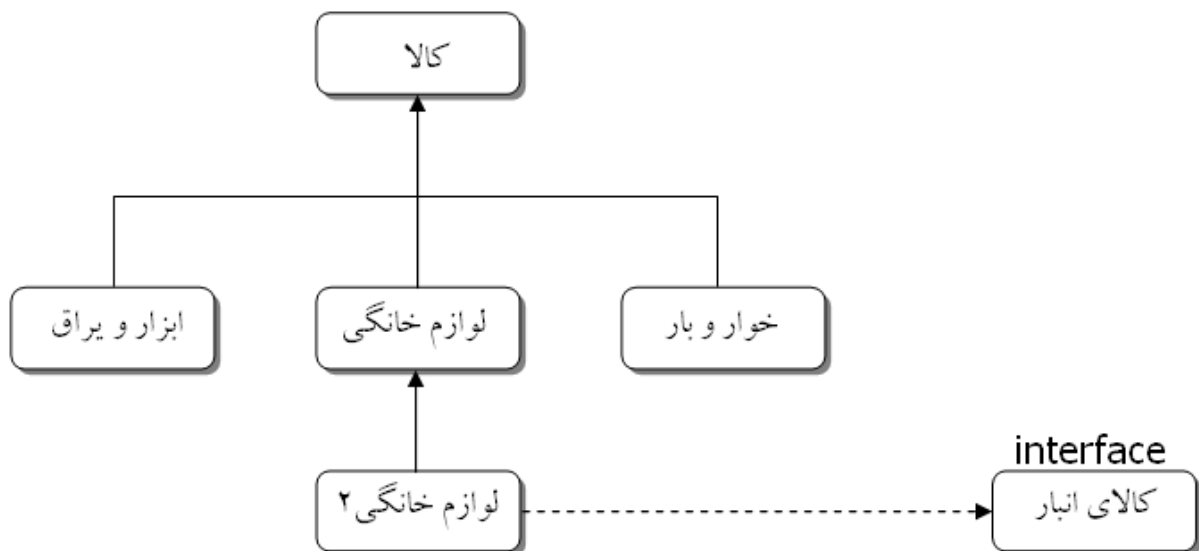 کالا
خوار و بار
لوازم خانگی
ابزار و یراق
interface
کالای انبار
لوازم خانگی۲